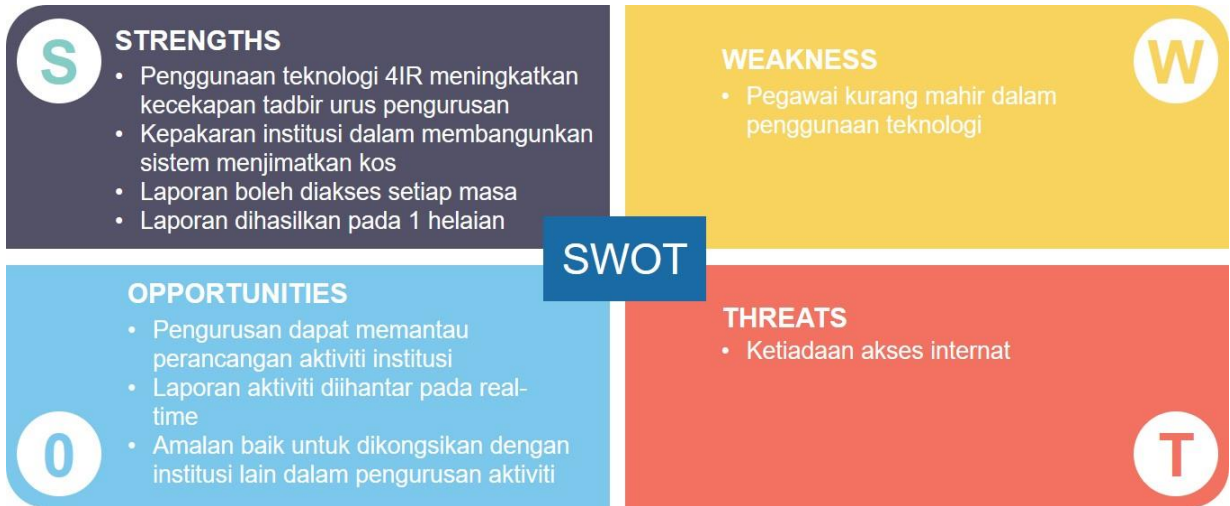 S
STRENGTHS
• Penggunaan teknologi 4IR meningkatkan
kecekapan tadbir urus pengurusan
• Kepakaran institusi dalam membangunkan
sistem menjimatkan kos
• Laporan boleh diakses setiap masa
• Laporan dihasilkan pada 1 helaian
WEAKNESS
• Pegawai kurang mahir dalam
penggunaan teknologi
W
SWOT
OPPORTUNITIES
• Pengurusan dapat memantau
perancangan aktiviti institusi
• Laporan aktiviti diihantar pada real-
time
• Amalan baik untuk dikongsikan dengan
institusi lain dalam pengurusan aktiviti
0
THREATS
• Ketiadaan akses internat
T